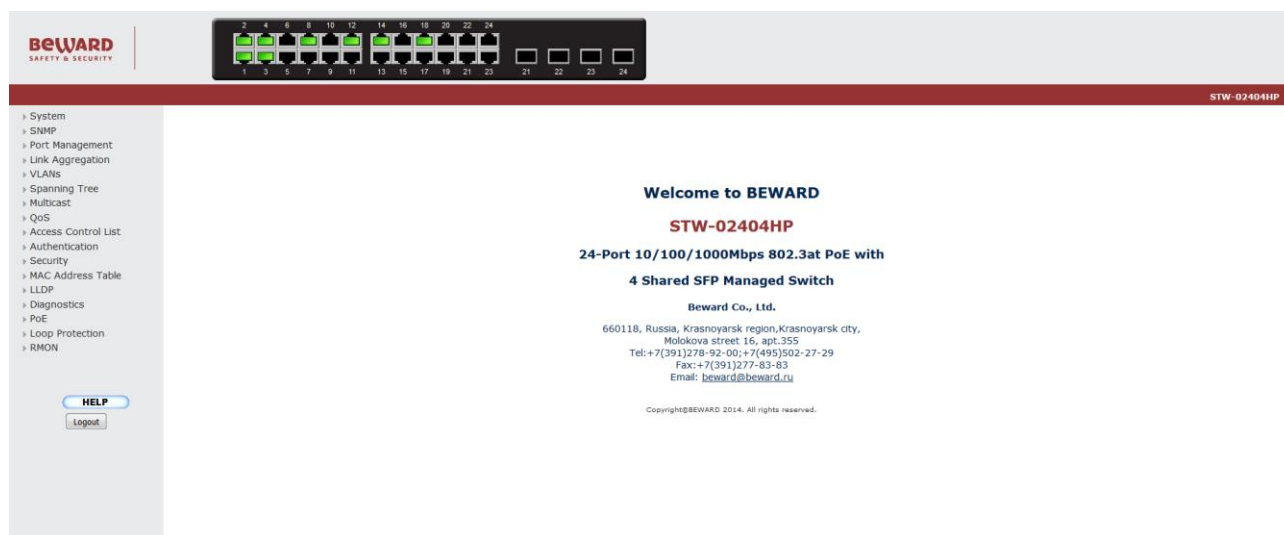 BEWARD
SAFETY & SECURITY
2 4 6 8 10 12 14 16 18 20 22 24
1 3 5 7 9 11 13 15 17 19 21 23 21 22 23 24
STW-02404HP
System
SNMP
Port Management
Link Aggregation
VLANs
Spanning Tree
Multicast
QoS
Access Control List
Authentication
Security
MAC Address Table
LLDP
Diagnostics
PoE
Loop Protection
RMON
HELP
Logout
Welcome to BEWARD
STW-02404HP
24-Port 10/100/1000Mbps 802.3at PoE with
4 Shared SFP Managed Switch
Beward Co., Ltd.
660118, Russia, Krasnoyarsk region,Krasnoyarsk city,
Molokova street 16, apt.355
Tel:+7(391)278-92-00;+7(495)502-27-29
Fax:+7(391)277-83-83
Email: beward@beward.ru
Copyright©BEWARD 2014. All rights reserved.